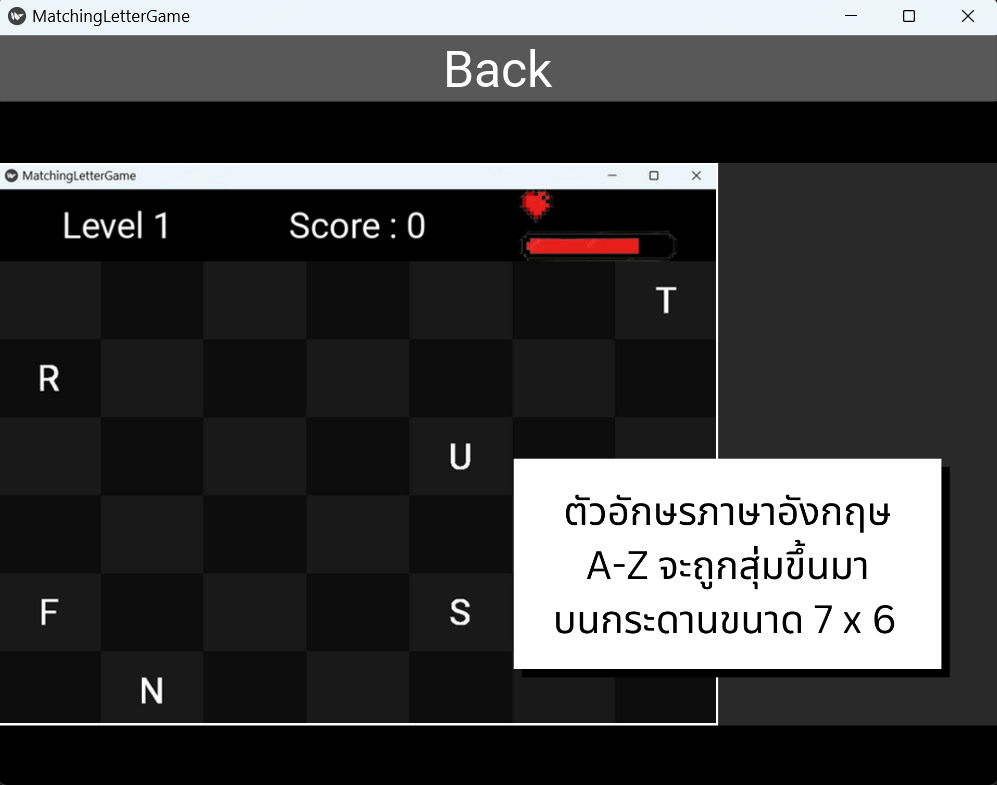 MatchingLetterGame
Back
MatchingLetterGame
Level 1 Score : 0
T
R
U
ตัวอักษรภาษาอังกฤษ
A-Z จะถูกสุ่มขึ้นมา
บนกระดานขนาด 7 x 6
F S
N